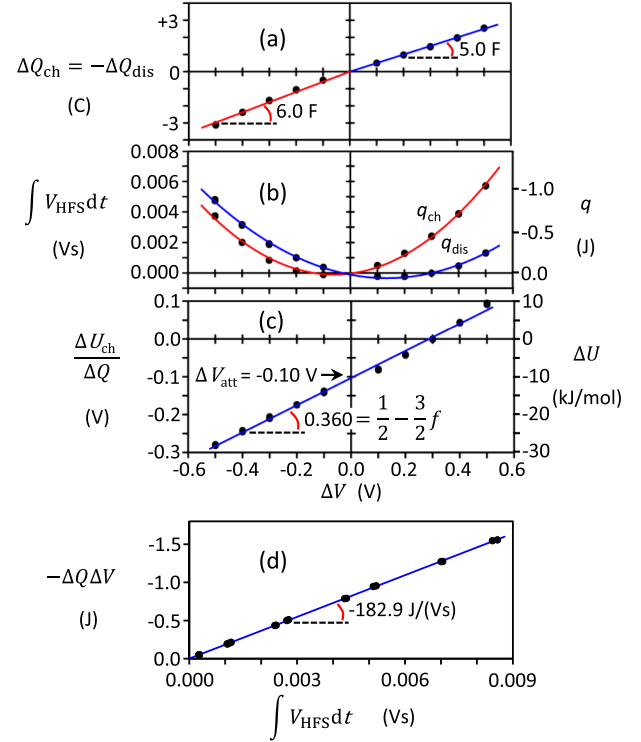 +3
(a)
ΔQ_ch = −ΔQ_dis
0
5.0 F
(C)
6.0 F
-3
0.008
∫ V_HFS dt
0.006
(b)
-1.0
q
0.004
q_ch
-0.5
(Vs)
0.002
q_dis
(J)
0.000
0.0
0.1
(c)
10
ΔU_ch/ΔQ
0.0
0
ΔU
ΔV_att = -0.10 V
-0.1
-10
(kJ/mol)
(V)
-0.2
0.360 = 1/2 − 3/2 f
-20
-0.3
-30
-0.6 -0.4 -0.2 0.0 0.2 0.4 0.6
ΔV (V)
-1.5
(d)
−ΔQΔV
-1.0
(J)
-0.5
-182.9 J/(Vs)
0.0
0.000 0.003 0.006 0.009
∫ V_HFS dt (Vs)